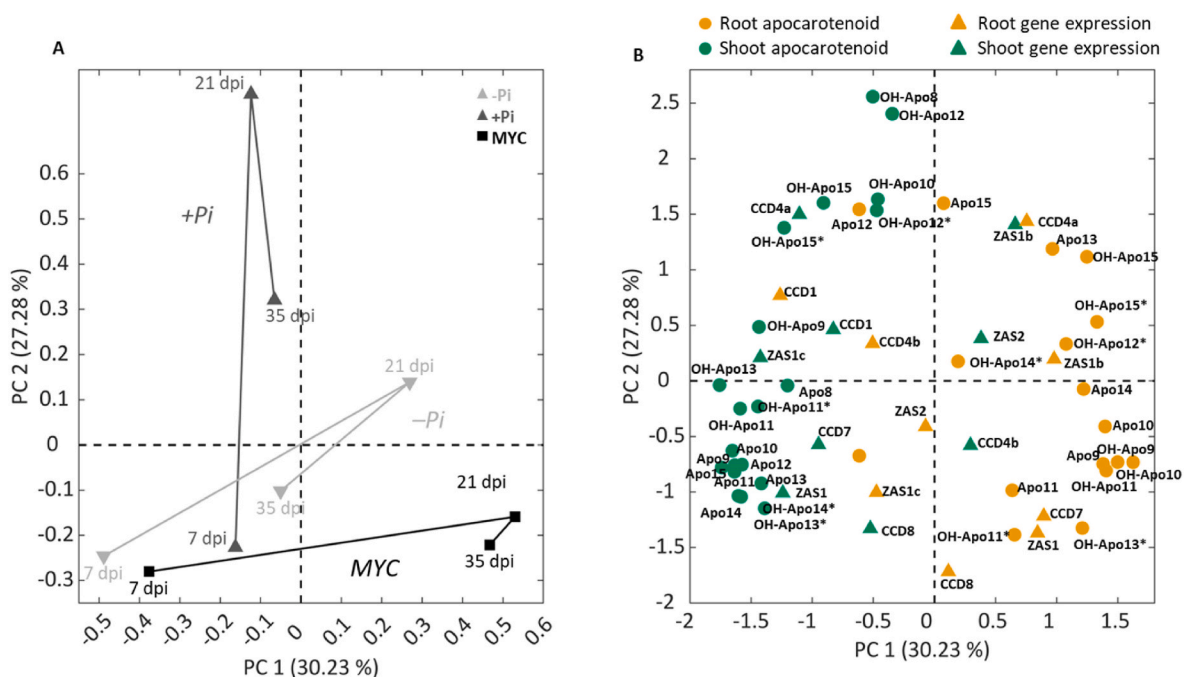 Root apocarotenoid
Root gene expression
Shoot apocarotenoid
Shoot gene expression
A
21 dpi
-Pi
+Pi
MYC
0.6
0.5
0.4
0.3
0.2
0.1
0
-0.1
-0.2
-0.3
PC 2 (27.28 %)
+Pi
35 dpi
21 dpi
–Pi
35 dpi
21 dpi
7 dpi
7 dpi
7 dpi
MYC
35 dpi
-0.5
-0.4
-0.3
-0.2
-0.1
0
0.1
0.2
0.3
0.4
0.5
0.6
PC 1 (30.23 %)
B
2.5
2
1.5
1
0.5
0
-0.5
-1
-1.5
-2
PC 2 (27.28 %)
OH-Apo8
OH-Apo12
OH-Apo15
OH-Apo10
CCD4a
Apo12
OH-Apo12*
OH-Apo15*
Apo15
CCD4a
ZAS1b
Apo13
OH-Apo15
CCD1
OH-Apo15*
OH-Apo9
CCD1
CCD4b
ZAS2
OH-Apo12*
ZAS1c
OH-Apo14*
ZAS1b
OH-Apo13
Apo8
Apo14
OH-Apo11*
OH-Apo11
ZAS2
Apo10
CCD7
CCD4b
Apo10
OH-Apo9
Apo9
Apo12
Apo9
Apo15
OH-Apo10
Apo11
Apo13
OH-Apo11
Apo14
ZAS1
ZAS1c
Apo11
OH-Apo14*
CCD7
OH-Apo13*
CCD8
OH-Apo11*
ZAS1
OH-Apo13*
CCD8
-2
-1.5
-1
-0.5
0
0.5
1
1.5
PC 1 (30.23 %)